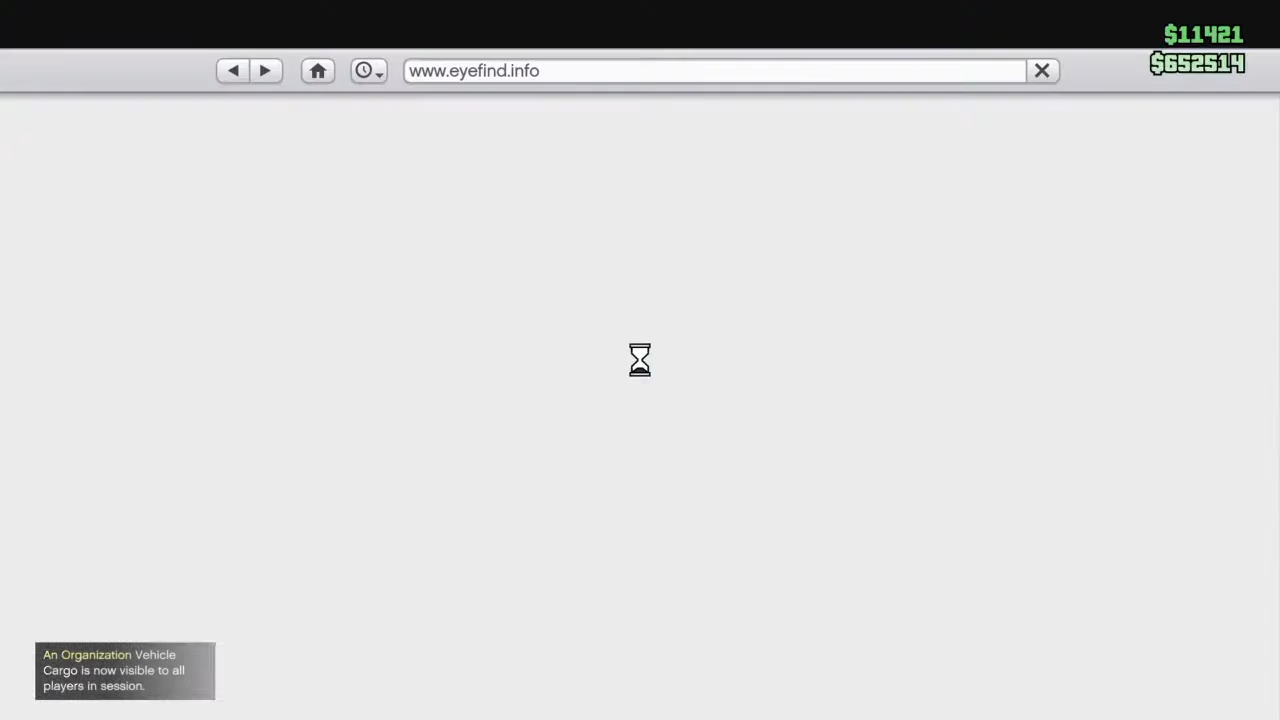 $11421
$652514
www.eyefind.info
An Organization Vehicle
Cargo is now visible to all
players in session.